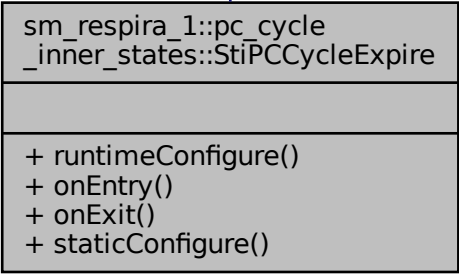 sm_respira_1::pc_cycle
_inner_states::StiPCCycleExpire
+ runtimeConfigure()
+ onEntry()
+ onExit()
+ staticConfigure()